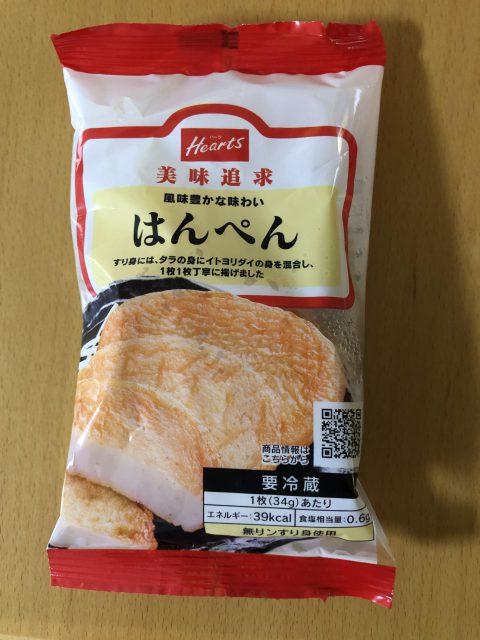 ハーツ
Hearts
美味追求
風味豊かな味わい
はんぺん
すり身には、タラの身にイトヨリダイの身を混合し、
1枚1枚丁寧に揚げました
商品情報は
こちらから
要冷蔵
1枚(34g)あたり
エネルギー:39kcal 食塩相当量:0.6g
無リンすり身使用